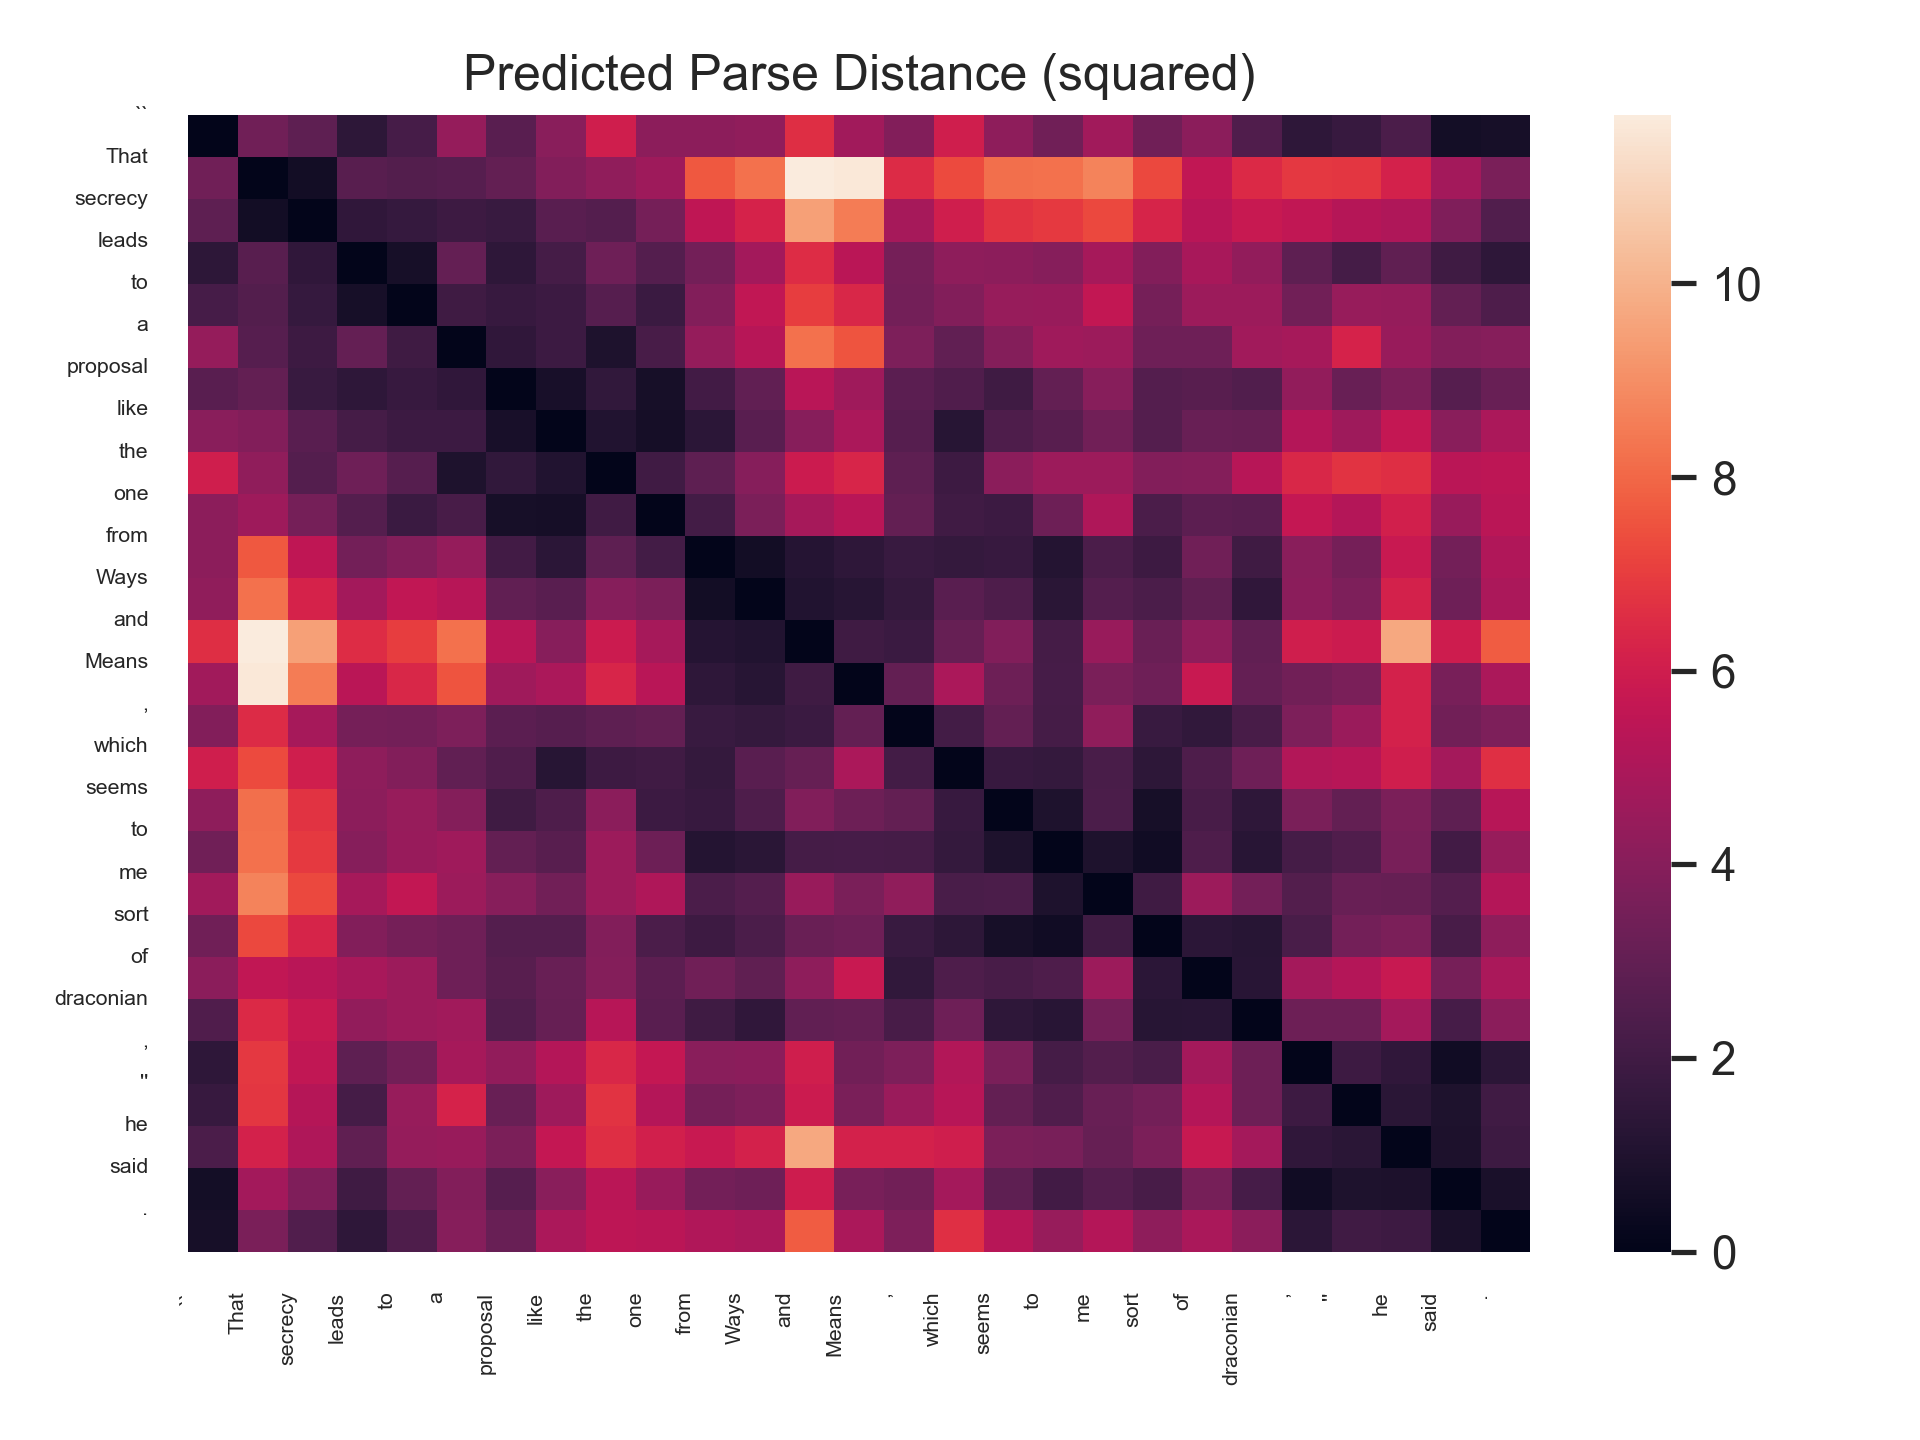 Predicted Parse Distance (squared)
``
That
secrecy
leads
to
a
proposal
like
the
one
from
Ways
and
Means
,
which
seems
to
me
sort
of
draconian
,
''
he
said
.
10
8
6
4
2
0
``
That
secrecy
leads
to
a
proposal
like
the
one
from
Ways
and
Means
,
which
seems
to
me
sort
of
draconian
,
''
he
said
.